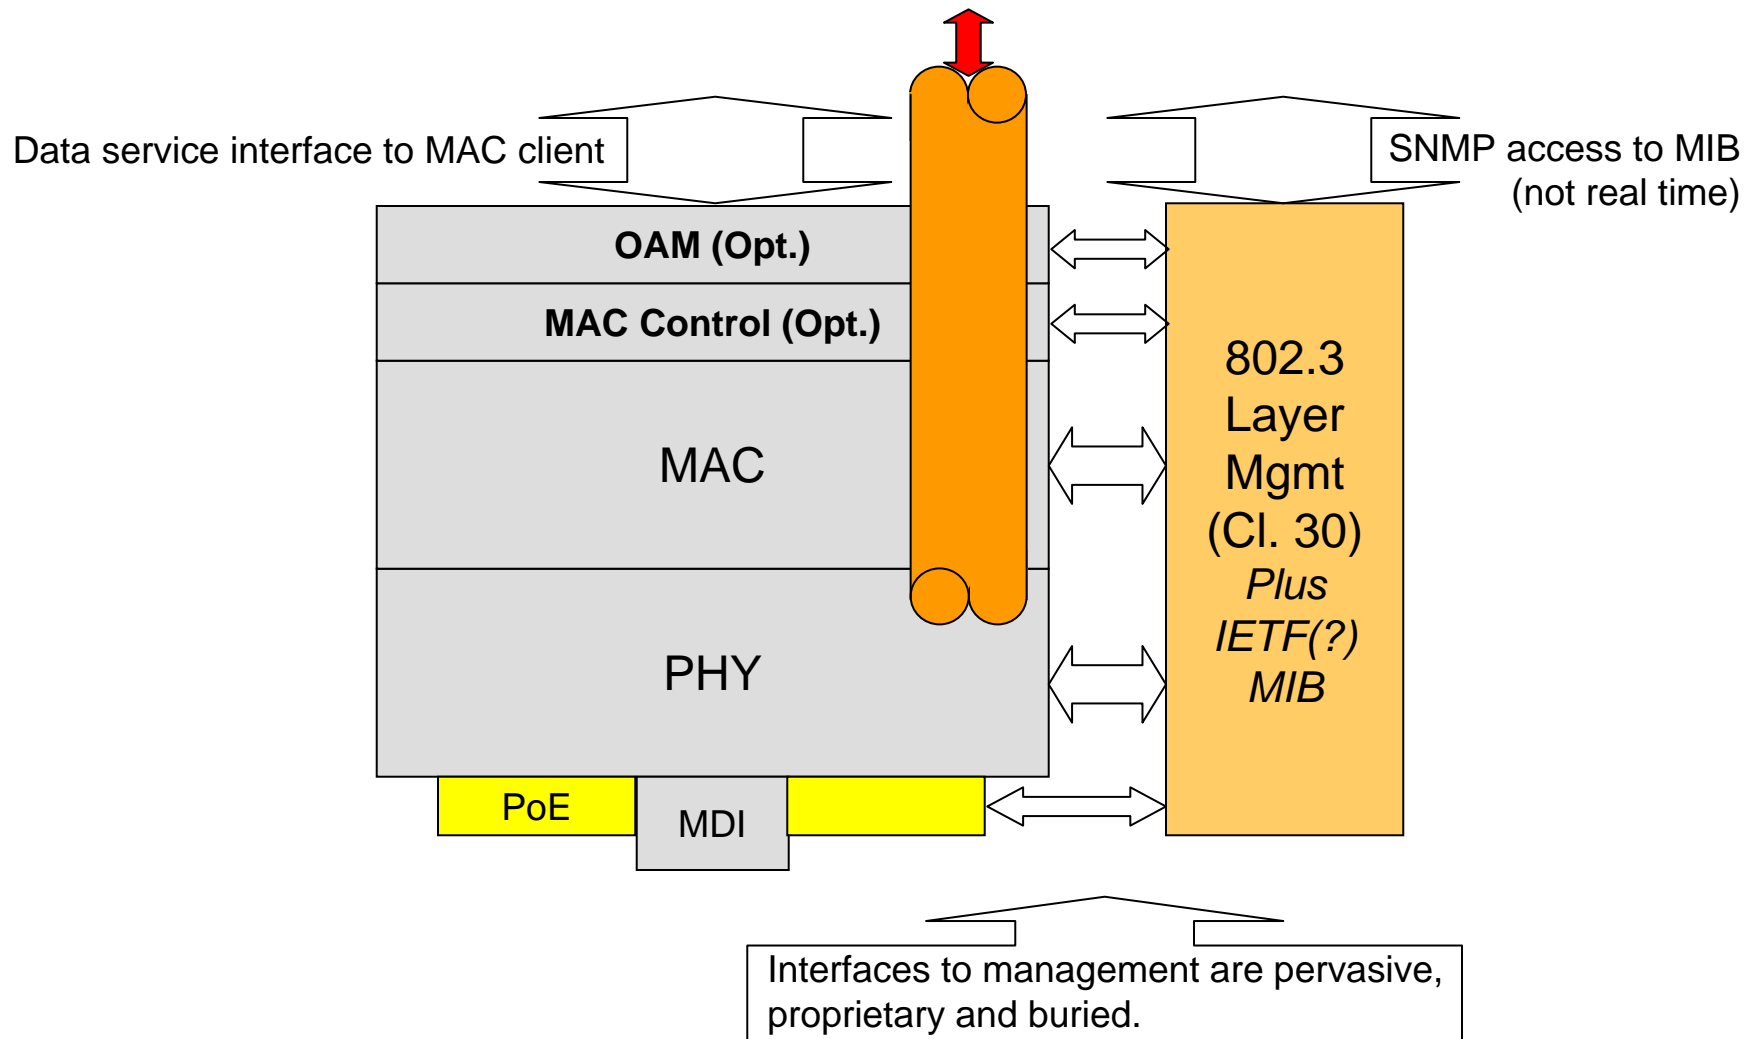 Data service interface to MAC client
SNMP access to MIB
(not real time)
OAM (Opt.)
MAC Control (Opt.)
MAC
PHY
PoE
MDI
802.3
Layer
Mgmt
(Cl. 30)
Plus
IETF(?)
MIB
Interfaces to management are pervasive,
proprietary and buried.